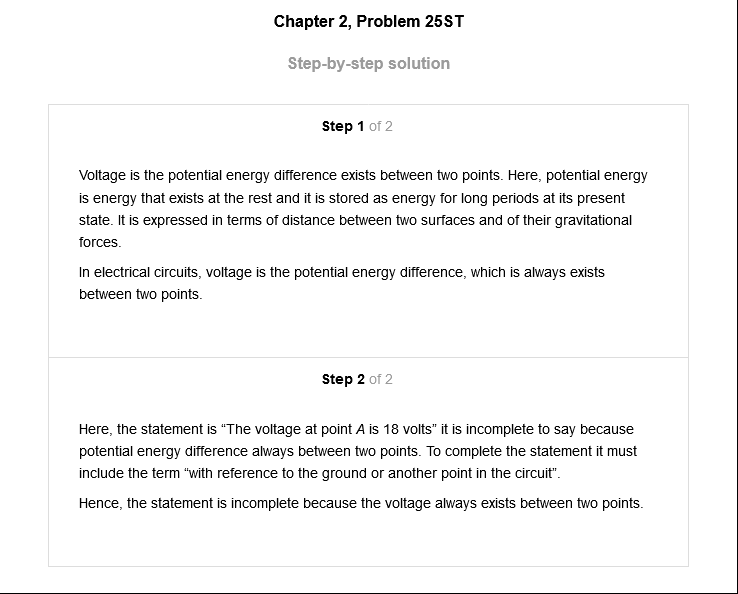 Chapter 2, Problem 25ST
Step-by-step solution
Step 1 of 2
Voltage is the potential energy difference exists between two points. Here, potential energy
is energy that exists at the rest and it is stored as energy for long periods at its present
state. It is expressed in terms of distance between two surfaces and of their gravitational
forces.
In electrical circuits, voltage is the potential energy difference, which is always exists
between two points.
Step 2 of 2
Here, the statement is “The voltage at point A is 18 volts” it is incomplete to say because
potential energy difference always between two points. To complete the statement it must
include the term “with reference to the ground or another point in the circuit”.
Hence, the statement is incomplete because the voltage always exists between two points.